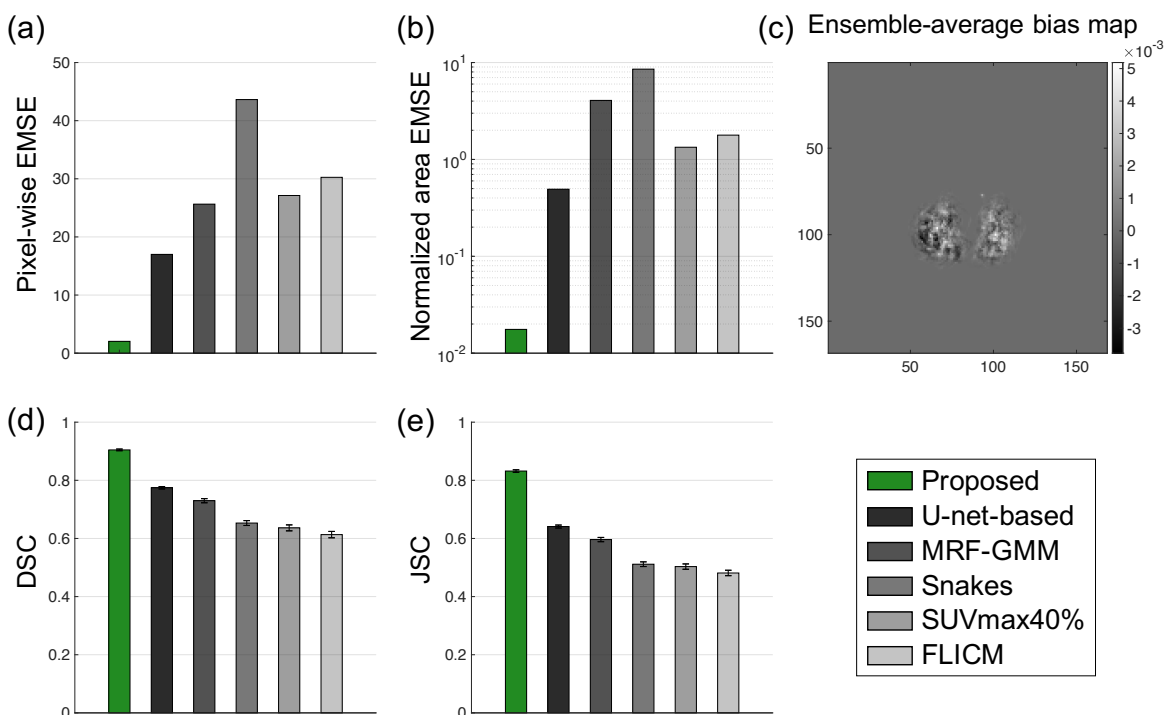 (a)
Pixel-wise EMSE
50
40
30
20
10
0
(b)
Normalized area EMSE
10^1
10^0
10^-1
10^-2
(c) Ensemble-average bias map
×10^-3
5
4
3
2
1
0
-1
-2
-3
50
100
150
50 100 150
(d)
DSC
1
0.8
0.6
0.4
0.2
0
(e)
JSC
1
0.8
0.6
0.4
0.2
0
Proposed
U-net-based
MRF-GMM
Snakes
SUVmax40%
FLICM